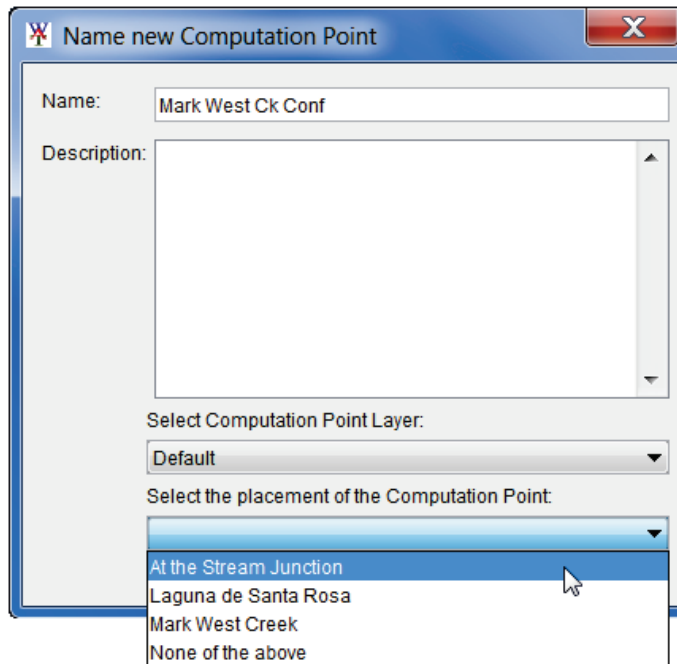 Name new Computation Point
Name: Mark West Ck Conf
Description:
Select Computation Point Layer:
Default
Select the placement of the Computation Point:
At the Stream Junction
Laguna de Santa Rosa
Mark West Creek
None of the above